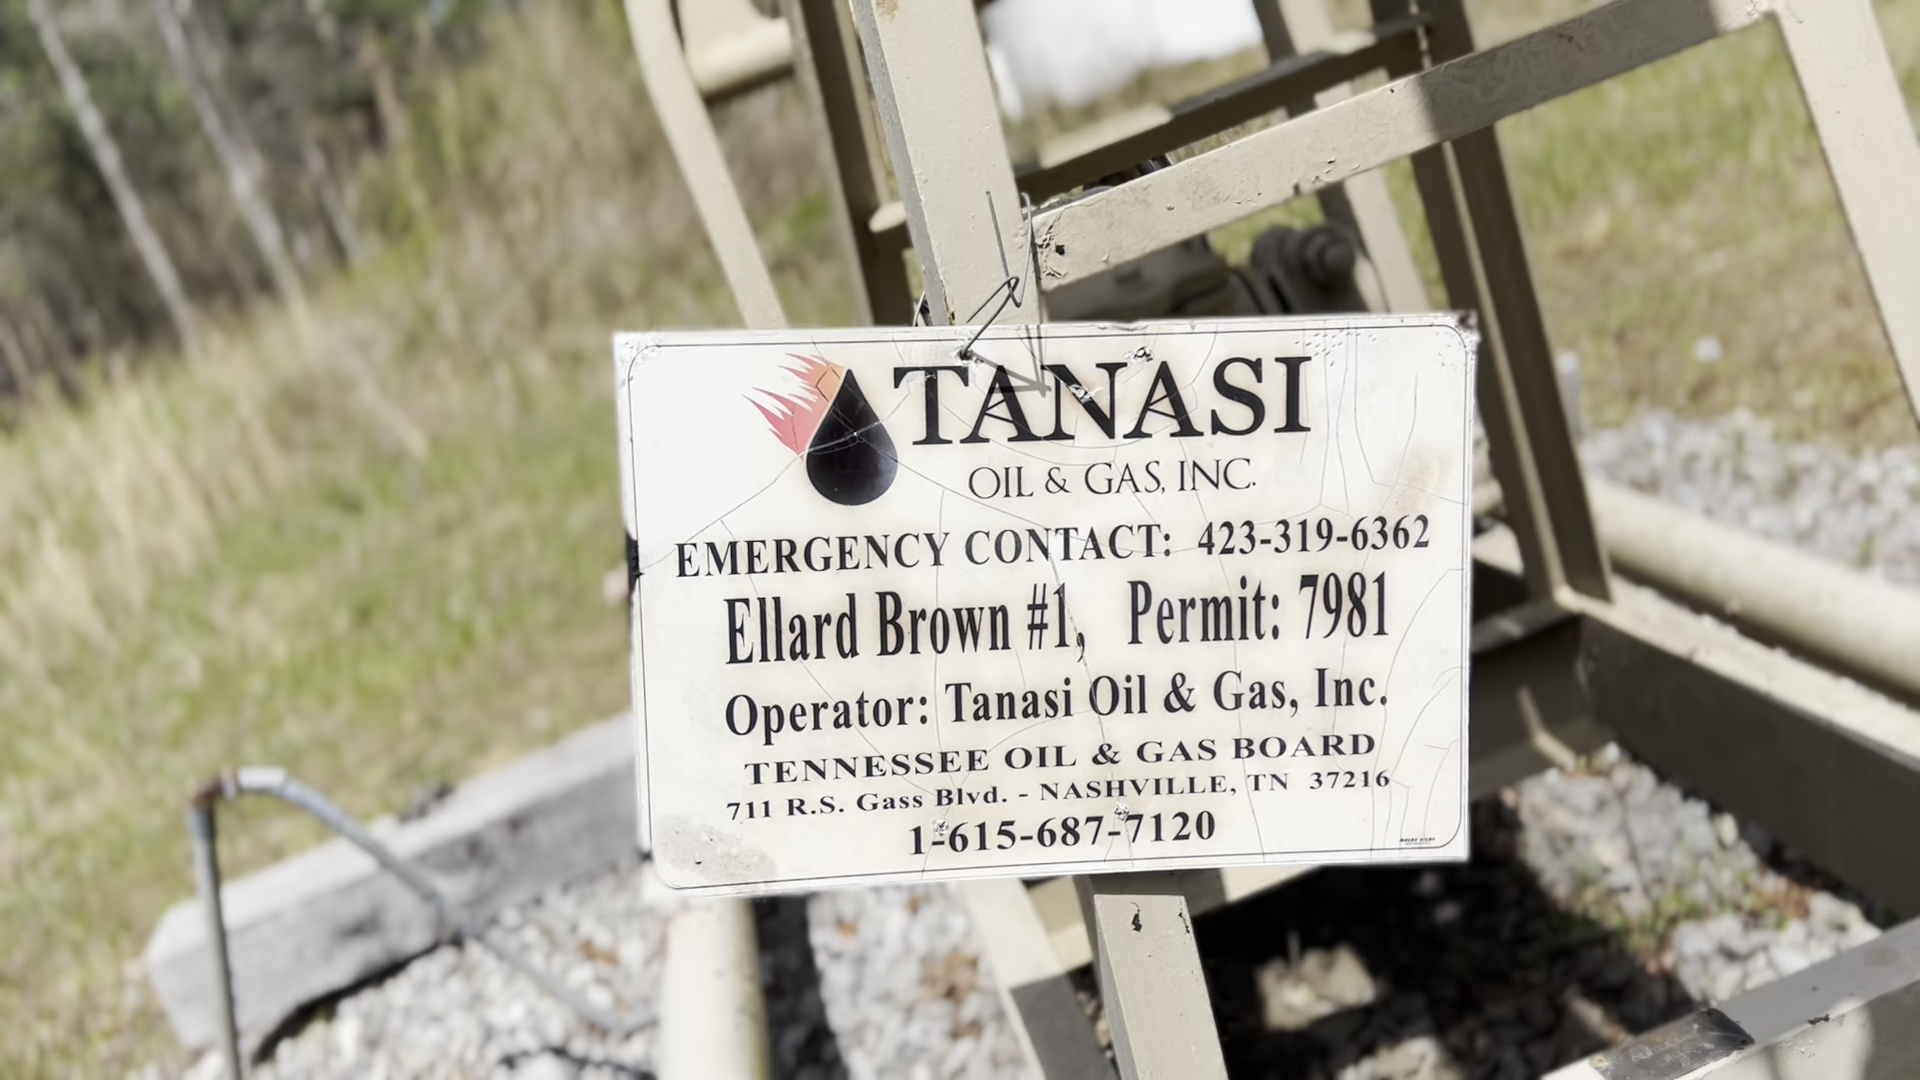 TANASI
OIL & GAS, INC.
EMERGENCY CONTACT: 423-319-6362
Ellard Brown #1, Permit: 7981
Operator: Tanasi Oil & Gas, Inc.
TENNESSEE OIL & GAS BOARD
711 R.S. Gass Blvd. - NASHVILLE, TN 37216
1-615-687-7120